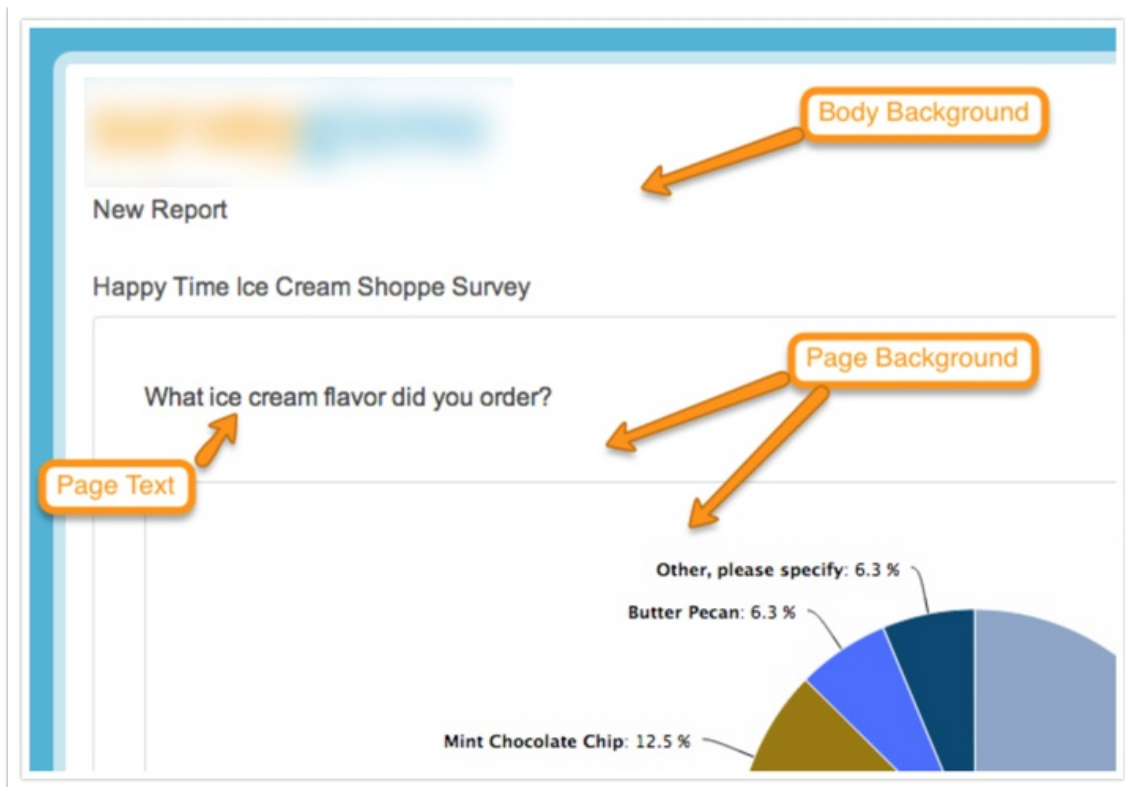 Body Background
New Report
Happy Time Ice Cream Shoppe Survey
Page Background
What ice cream flavor did you order?
Page Text
Other, please specify: 6.3 %
Butter Pecan: 6.3 %
Mint Chocolate Chip: 12.5 %